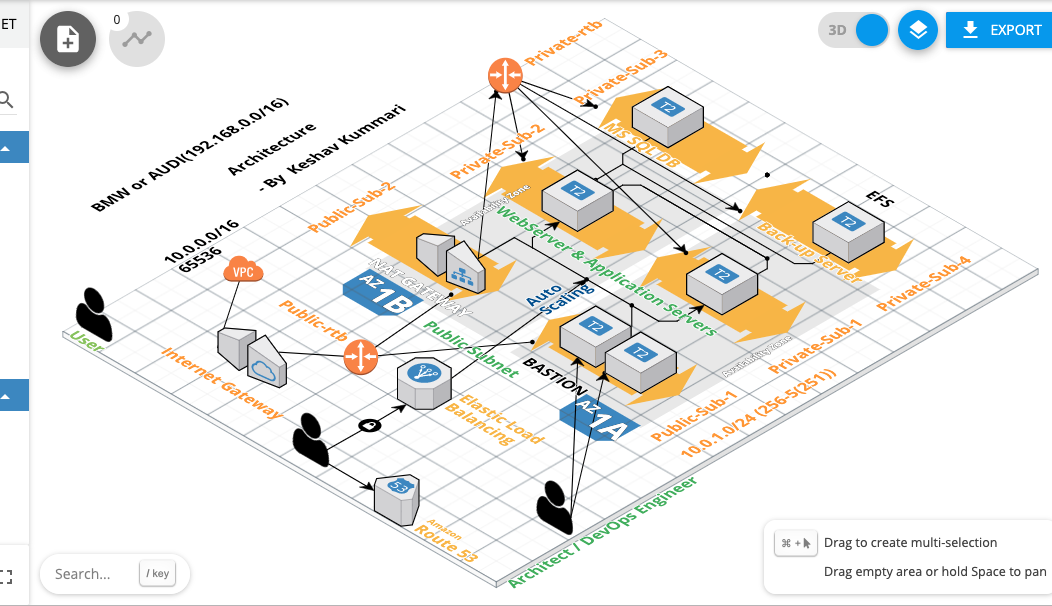 ET
0
3D
EXPORT
BMW or AUDI(192.168.0.0/16)
Architecture
- By Keshav Kummari
Private-rtb
Private-Sub-3
T2
MS SQL/DB
Private-Sub-2
T2
Availability Zone
WebServer & Application Servers
EFS
T2
Back-up Server
Private-Sub-4
Public-Sub-2
NAT GATEWAY
AZ 1B
10.0.0.0/16
65536
VPC
User
Public-rtb
Internet Gateway
Public Subnet
Auto
Scaling
T2
T2
T2
BASTION
AZ 1A
Availability Zone
Private-Sub-1
Public-Sub-1
10.0.1.0/24 (256-5(251))
Elastic Load
Balancing
53
Amazon
Route 53
Architect / DevOps Engineer
Search...
/ key
⌘ +
Drag to create multi-selection
Drag empty area or hold Space to pan